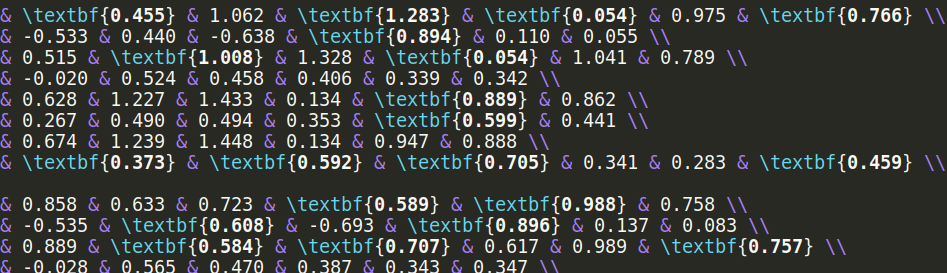 & \textbf{0.455} & 1.062 & \textbf{1.283} & \textbf{0.054} & 0.975 & \textbf{0.766} \\
& -0.533 & 0.440 & -0.638 & \textbf{0.894} & 0.110 & 0.055 \\
& 0.515 & \textbf{1.008} & 1.328 & \textbf{0.054} & 1.041 & 0.789 \\
& -0.020 & 0.524 & 0.458 & 0.406 & 0.339 & 0.342 \\
& 0.628 & 1.227 & 1.433 & 0.134 & \textbf{0.889} & 0.862 \\
& 0.267 & 0.490 & 0.494 & 0.353 & \textbf{0.599} & 0.441 \\
& 0.674 & 1.239 & 1.448 & 0.134 & 0.947 & 0.888 \\
& \textbf{0.373} & \textbf{0.592} & \textbf{0.705} & 0.341 & 0.283 & \textbf{0.459} \\
& 0.858 & 0.633 & 0.723 & \textbf{0.589} & \textbf{0.988} & 0.758 \\
& -0.535 & \textbf{0.608} & -0.693 & \textbf{0.896} & 0.137 & 0.083 \\
& 0.889 & \textbf{0.584} & \textbf{0.707} & 0.617 & 0.989 & \textbf{0.757} \\
& -0.028 & 0.565 & 0.470 & 0.387 & 0.343 & 0.347 \\